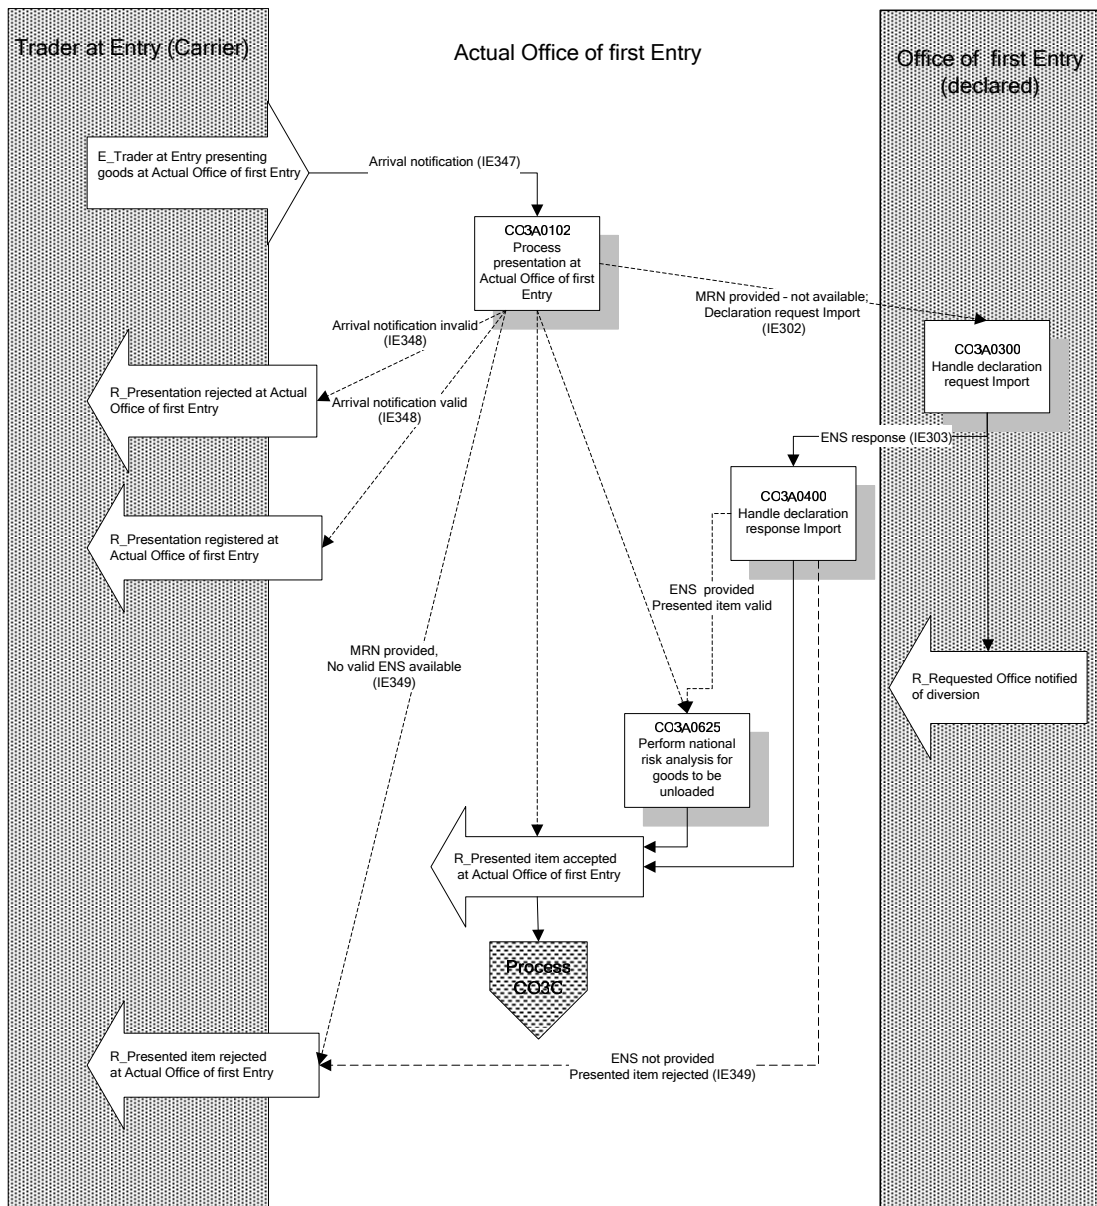 Trader at Entry (Carrier)
Actual Office of first Entry
Office of first Entry
(declared)
E_Trader at Entry presenting
goods at Actual Office of first Entry
Arrival notification (IE347)
CO3A0102
Process
presentation at
Actual Office of first
Entry
MRN provided - not available;
Declaration request Import
(IE302)
CO3A0300
Handle declaration
request Import
Arrival notification invalid
(IE348)
R_Presentation rejected at Actual
Office of first Entry
Arrival notification valid
(IE348)
ENS response (IE303)
CO3A0400
Handle declaration
response Import
R_Presentation registered at
Actual Office of first Entry
ENS provided
Presented item valid
MRN provided,
No valid ENS available
(IE349)
R_Requested Office notified
of diversion
CO3A0625
Perform national
risk analysis for
goods to be
unloaded
R_Presented item accepted
at Actual Office of first Entry
Process
CO3C
R_Presented item rejected
at Actual Office of first Entry
ENS not provided
Presented item rejected (IE349)